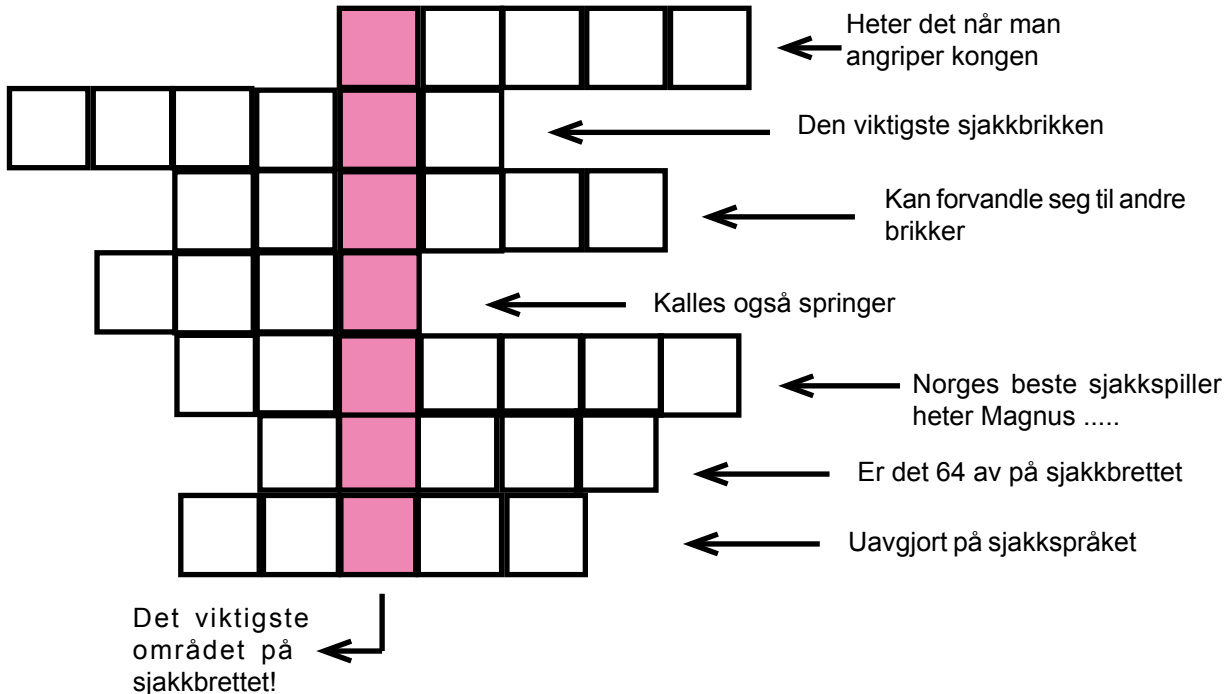 Heter det når man
angriper kongen
Den viktigste sjakkbrikken
Kan forvandle seg til andre
brikker
Kalles også springer
Norges beste sjakkspiller
heter Magnus .....
Er det 64 av på sjakkbrettet
Uavgjort på sjakkspråket
Det viktigste
området på
sjakkbrettet!